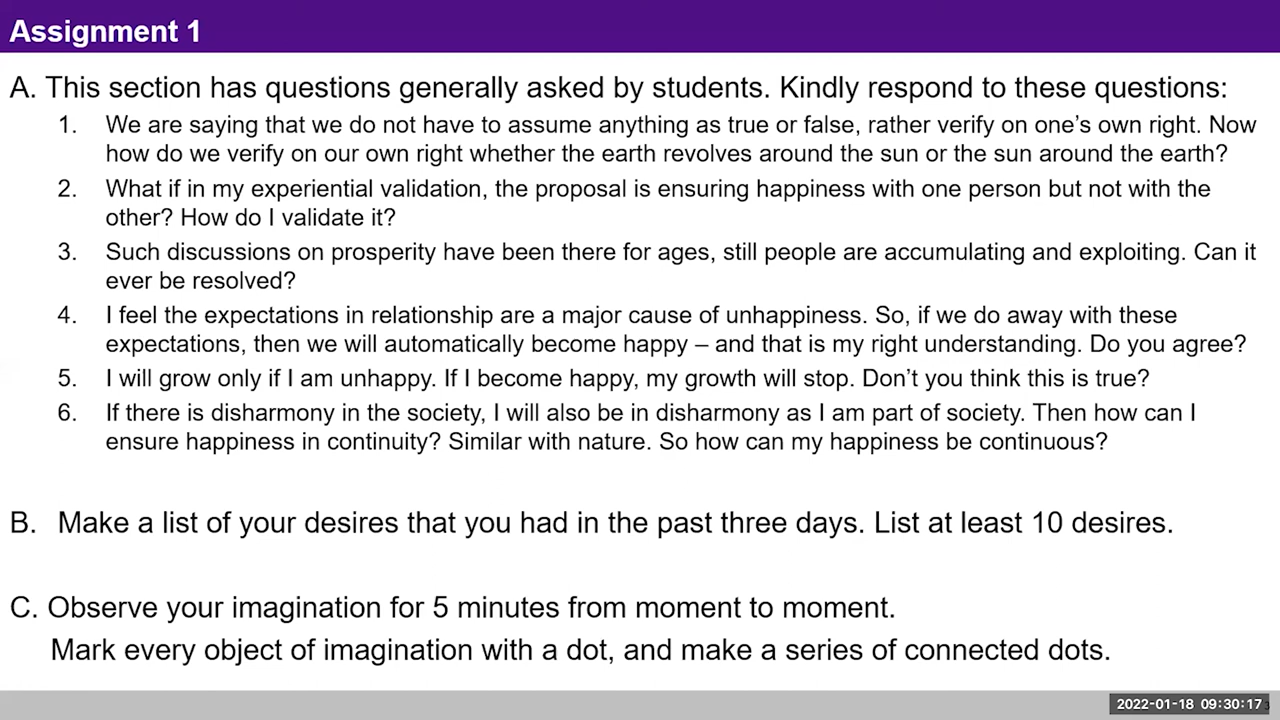 Assignment 1
A. This section has questions generally asked by students. Kindly respond to these questions:
1. We are saying that we do not have to assume anything as true or false, rather verify on one’s own right. Now
how do we verify on our own right whether the earth revolves around the sun or the sun around the earth?
2. What if in my experiential validation, the proposal is ensuring happiness with one person but not with the
other? How do I validate it?
3. Such discussions on prosperity have been there for ages, still people are accumulating and exploiting. Can it
ever be resolved?
4. I feel the expectations in relationship are a major cause of unhappiness. So, if we do away with these
expectations, then we will automatically become happy – and that is my right understanding. Do you agree?
5. I will grow only if I am unhappy. If I become happy, my growth will stop. Don’t you think this is true?
6. If there is disharmony in the society, I will also be in disharmony as I am part of society. Then how can I
ensure happiness in continuity? Similar with nature. So how can my happiness be continuous?
B. Make a list of your desires that you had in the past three days. List at least 10 desires.
C. Observe your imagination for 5 minutes from moment to moment.
Mark every object of imagination with a dot, and make a series of connected dots.
2022-01-18 09:30:17